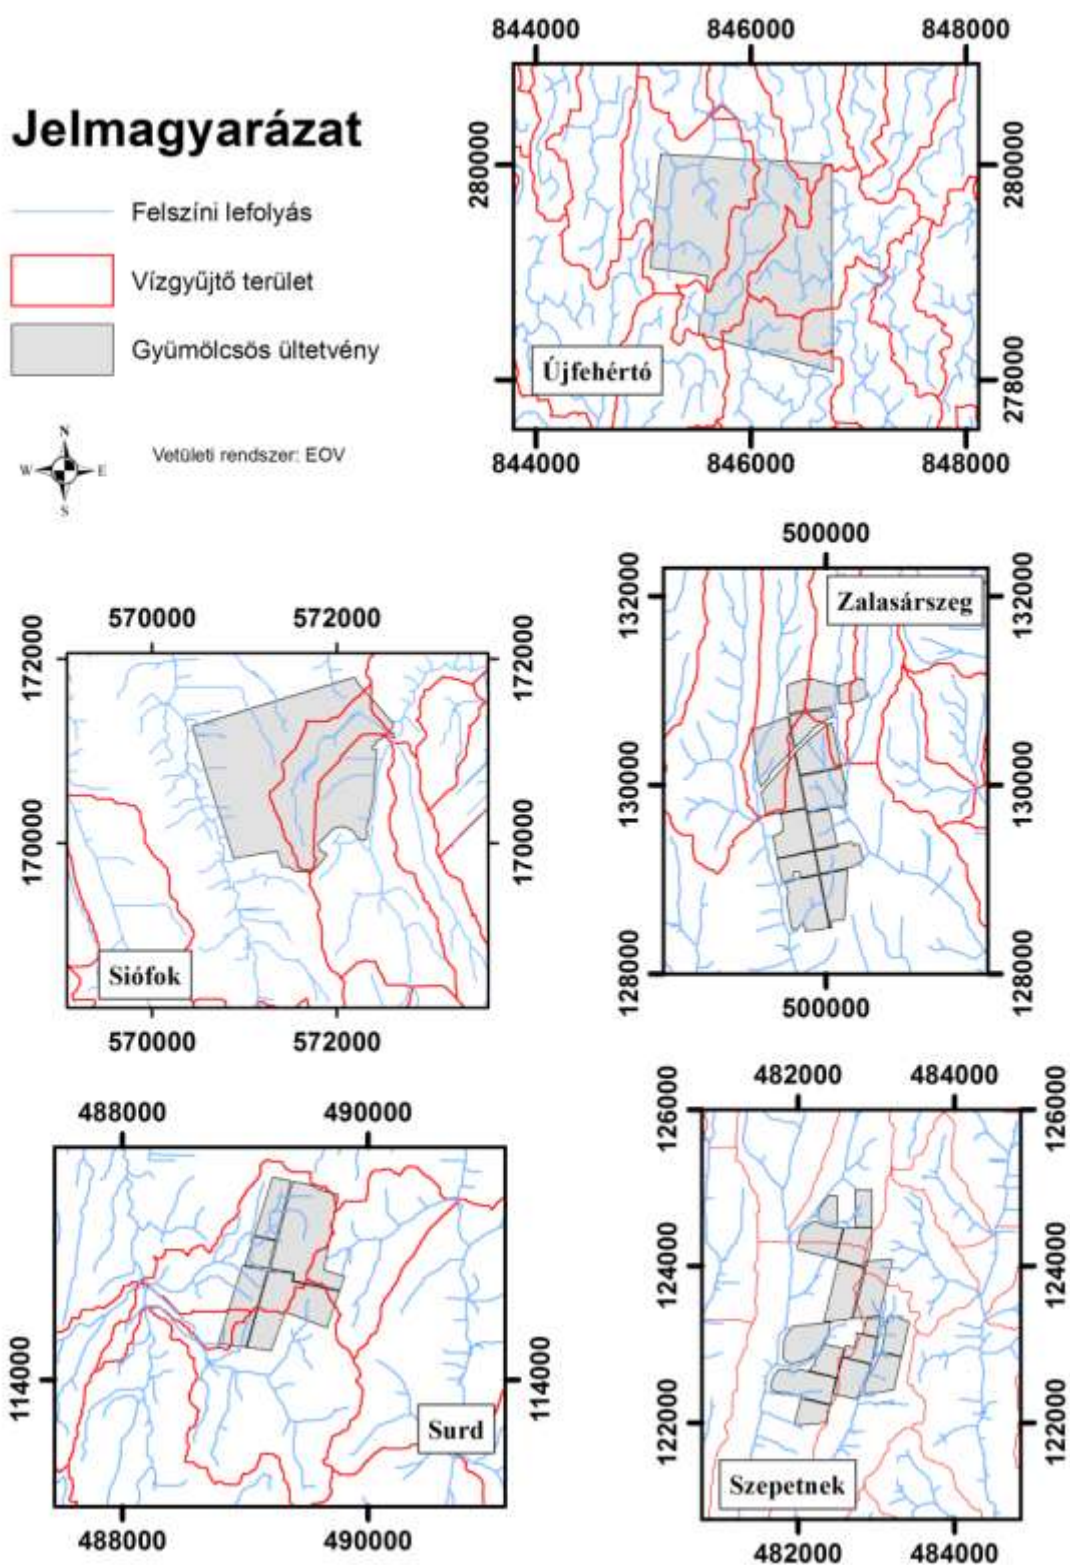 844000 846000 848000
Jelmagyarázat
Felszíni lefolyás
Vízgyűjtő terület
Gyümölcsös ültetvény
N
W E
S
Vetületi rendszer: EOV
280000 280000
278000
Újfehértó
844000 846000 848000
500000
132000 132000
Zalasárszeg
130000 130000
128000 128000
500000
570000 572000
172000 172000
170000 170000
Siófok
570000 572000
488000 490000
114000 114000
Surd
488000 490000
482000 484000
126000 126000
124000 124000
122000 122000
Szepetnek
482000 484000